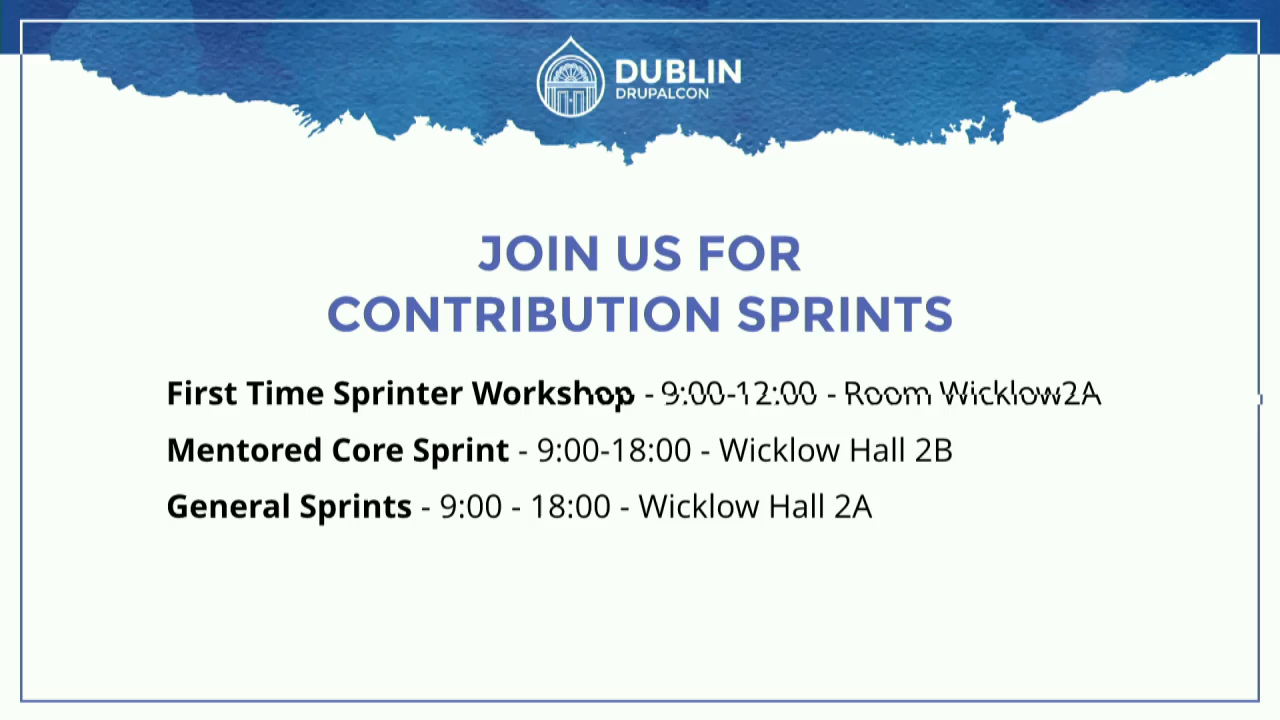 DUBLIN
DRUPALCON
JOIN US FOR
CONTRIBUTION SPRINTS
First Time Sprinter Workshop - 9:00-12:00 - Room Wicklow2A
Mentored Core Sprint - 9:00-18:00 - Wicklow Hall 2B
General Sprints - 9:00 - 18:00 - Wicklow Hall 2A